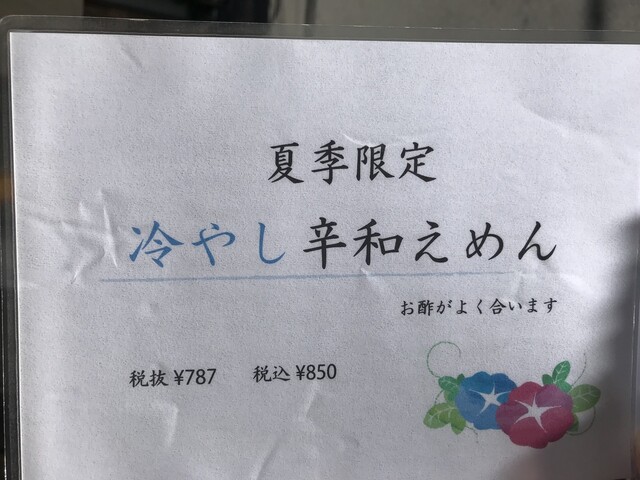 夏季限定
冷やし辛和えめん
お酢がよく合います
税抜 ¥787 税込 ¥850